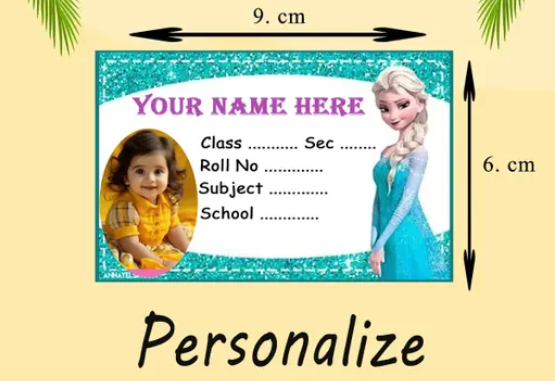 9. cm
YOUR NAME HERE
Class ........... Sec ........
Roll No .............
Subject .............
School .............
6. cm
Personalize